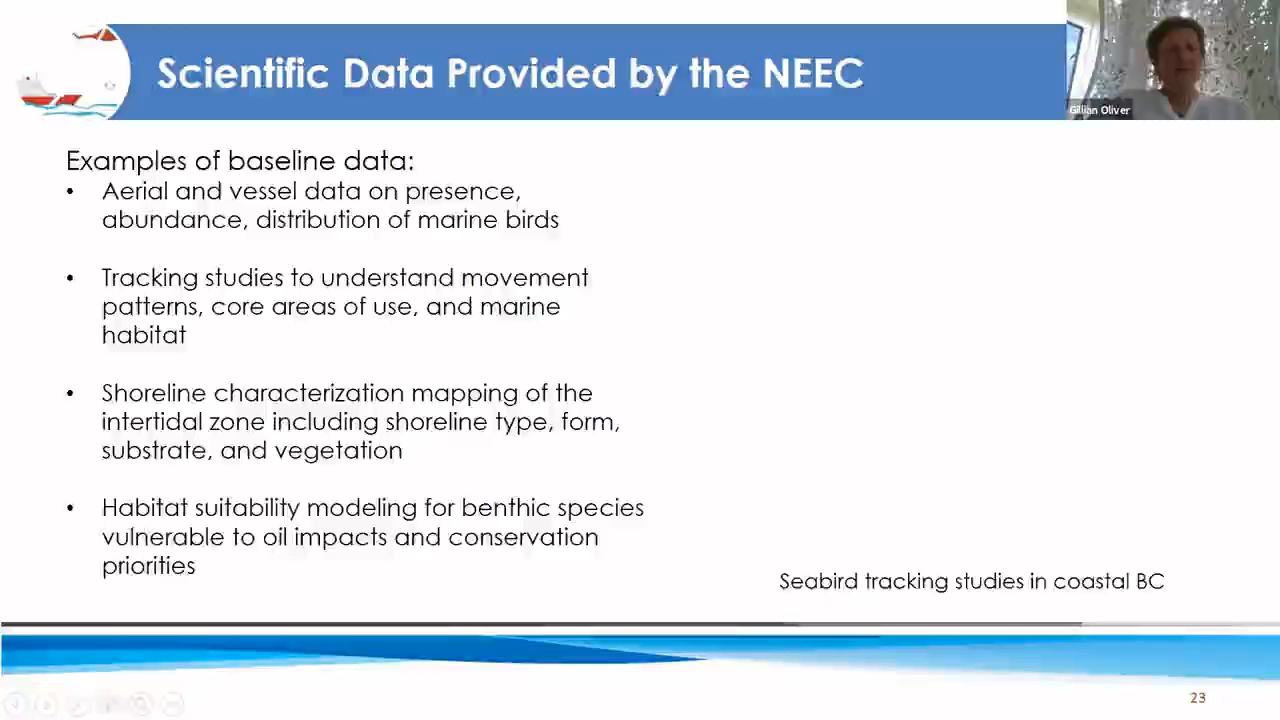 Scientific Data Provided by the NEEC
Gillian Oliver
Examples of baseline data:
• Aerial and vessel data on presence,
abundance, distribution of marine birds
• Tracking studies to understand movement
patterns, core areas of use, and marine
habitat
• Shoreline characterization mapping of the
intertidal zone including shoreline type, form,
substrate, and vegetation
• Habitat suitability modeling for benthic species
vulnerable to oil impacts and conservation
priorities
Seabird tracking studies in coastal BC
23